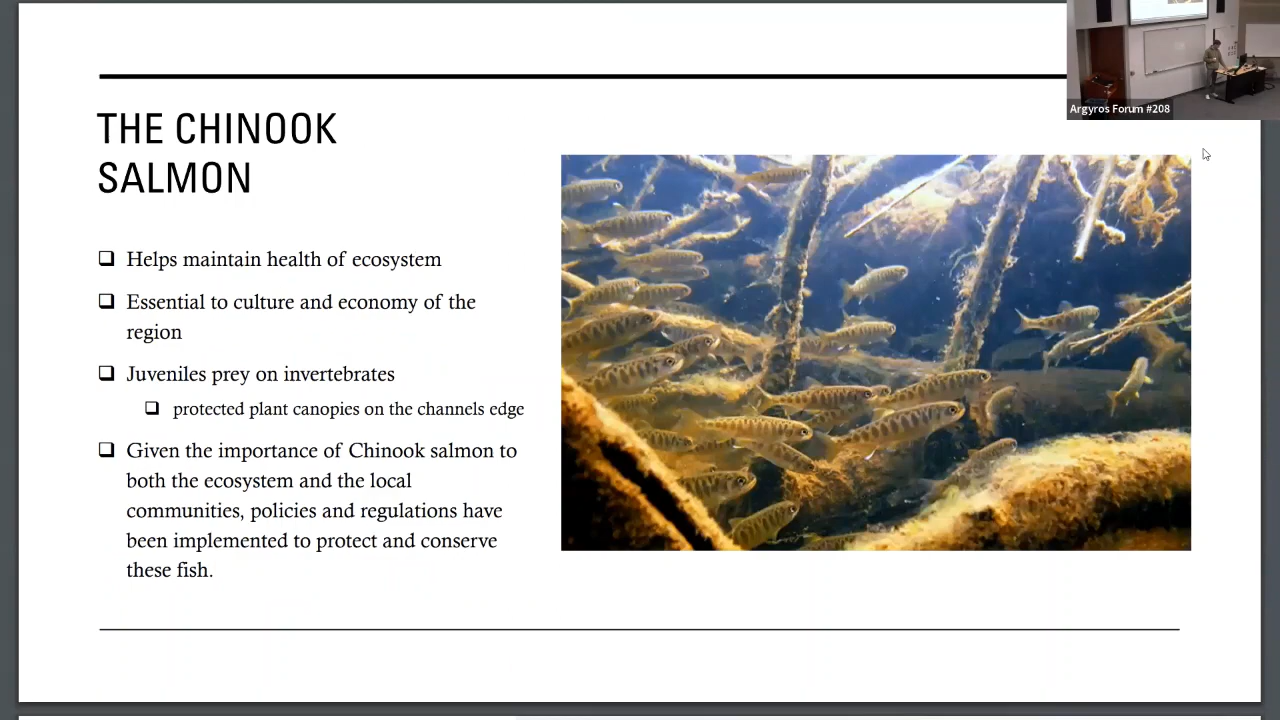 Argyros Forum #208
THE CHINOOK
SALMON
Helps maintain health of ecosystem
Essential to culture and economy of the
region
Juveniles prey on invertebrates
protected plant canopies on the channels edge
Given the importance of Chinook salmon to
both the ecosystem and the local
communities, policies and regulations have
been implemented to protect and conserve
these fish.